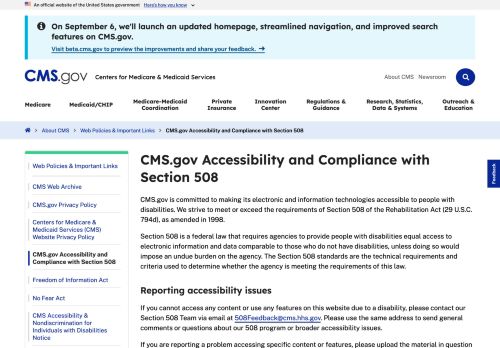 An official website of the United States government Here's how you know
On September 6, we'll launch an updated homepage, streamlined navigation, and improved search
features on CMS.gov.
Visit beta.cms.gov to preview the improvements and share your feedback.
CMS.gov Centers for Medicare & Medicaid Services
About CMS Newsroom
Medicare
Medicaid/CHIP
Medicare-Medicaid
Coordination
Private
Insurance
Innovation
Center
Regulations &
Guidance
Research, Statistics,
Data & Systems
Outreach &
Education
About CMS Web Policies & Important Links CMS.gov Accessibility and Compliance with Section 508
Feedback
Web Policies & Important Links
CMS Web Archive
CMS.gov Privacy Policy
Centers for Medicare &
Medicaid Services (CMS)
Website Privacy Policy
CMS.gov Accessibility and
Compliance with Section 508
Freedom of Information Act
No Fear Act
CMS Accessibility &
Nondiscrimination for
Individuals with Disabilities
Notice
CMS.gov Accessibility and Compliance with
Section 508
CMS.gov is committed to making its electronic and information technologies accessible to people with
disabilities. We strive to meet or exceed the requirements of Section 508 of the Rehabilitation Act (29 U.S.C.
794d), as amended in 1998.
Section 508 is a federal law that requires agencies to provide people with disabilities equal access to
electronic information and data comparable to those who do not have disabilities, unless doing so would
impose an undue burden on the agency. The Section 508 standards are the technical requirements and
criteria used to determine whether the agency is meeting the requirements of this law.
Reporting accessibility issues
If you cannot access any content or use any features on this website due to a disability, please contact our
Section 508 Team via email at 508Feedback@cms.hhs.gov. Please use the same address to send general
comments or questions about our 508 program or broader accessibility issues.
If you are reporting a problem accessing specific content or features, please upload the material in question